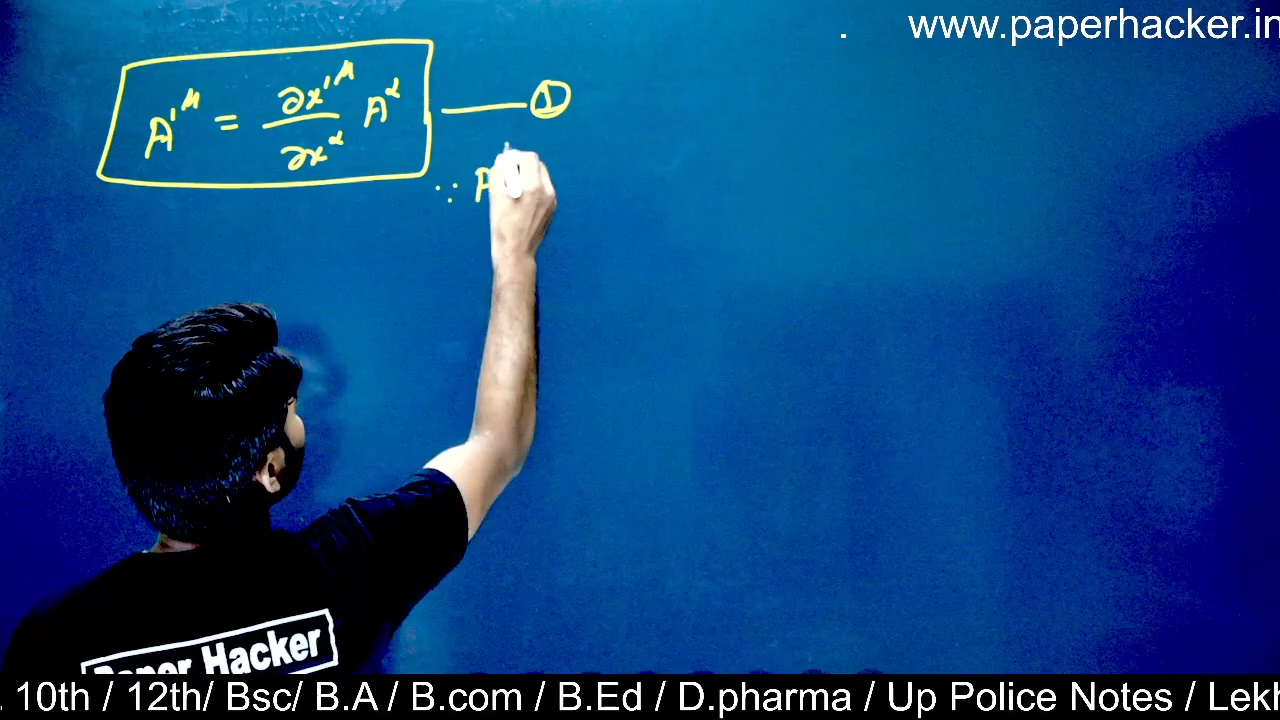 www.paperhacker.in
A'^μ = ∂x'^μ / ∂x^α A^α —— ①
∵ A
Paper Hacker
10th / 12th/ Bsc/ B.A / B.com / B.Ed / D.pharma / Up Police Notes / Lekh